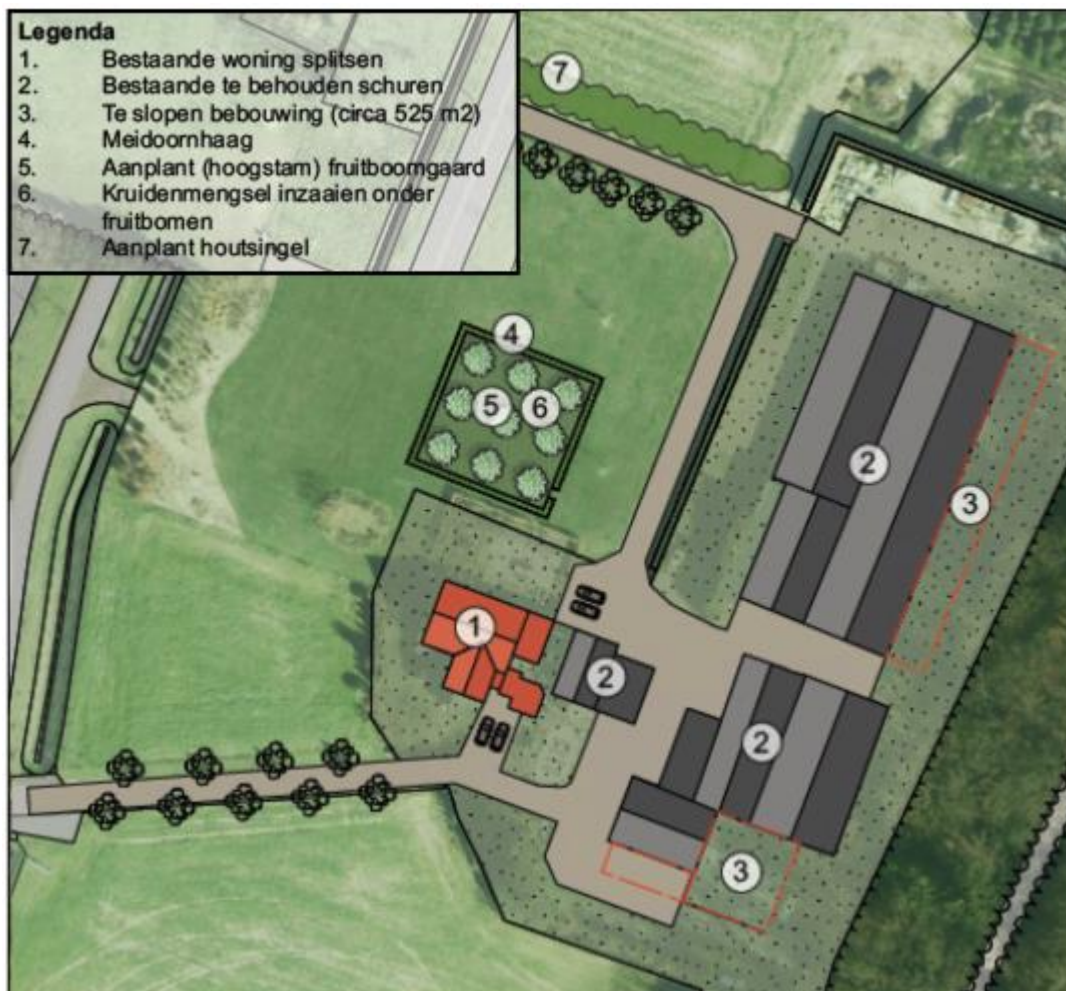 Legenda
1. Bestaande woning splitsen
2. Bestaande te behouden schuren
3. Te slopen bebouwing (circa 525 m2)
4. Meidoornhaag
5. Aanplant (hoogstam) fruitboomgaard
6. Kruidenmengsel inzaaien onder
fruitbomen
7. Aanplant houtsingel
7
4
5 6
2
3
1
2
2
3